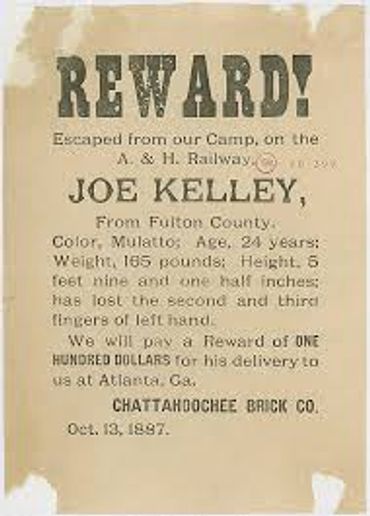 REWARD!
Escaped from our Camp, on the
A. & H. Railway,
JOE KELLEY,
From Fulton County.
Color, Mulatto; Age, 24 years;
Weight, 165 pounds; Height, 5
feet nine and one half inches;
has lost the second and third
fingers of left hand.
We will pay a Reward of ONE
HUNDRED DOLLARS for his delivery to
us at Atlanta, Ga.
CHATTAHOOCHEE BRICK CO.
Oct. 13, 1887.